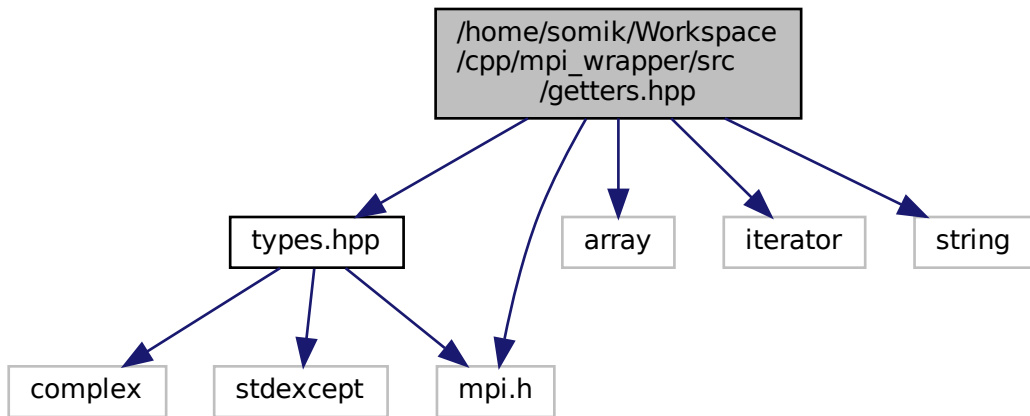 /home/somik/Workspace
/cpp/mpi_wrapper/src
/getters.hpp
types.hpp
array
iterator
string
complex
stdexcept
mpi.h